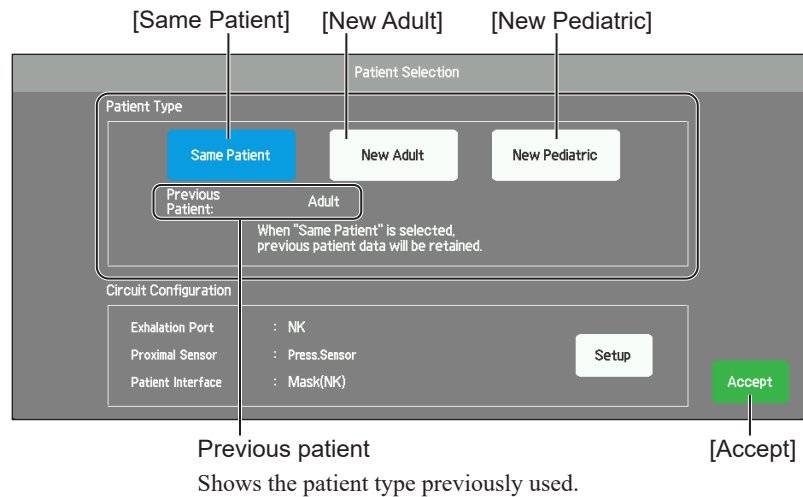 [Same Patient] [New Adult] [New Pediatric]
Patient Selection
Patient Type
Same Patient New Adult New Pediatric
Previous
Patient: Adult
When "Same Patient" is selected,
previous patient data will be retained.
Circuit Configuration
Exhalation Port : NK
Proximal Sensor : Press.Sensor
Setup
Patient Interface : Mask(NK)
Accept
Previous patient [Accept]
Shows the patient type previously used.